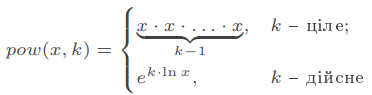 pow(x, k) = { x · x · . . . · x, k – ціле;
k−1
e^{k·ln x}, k – дійсне